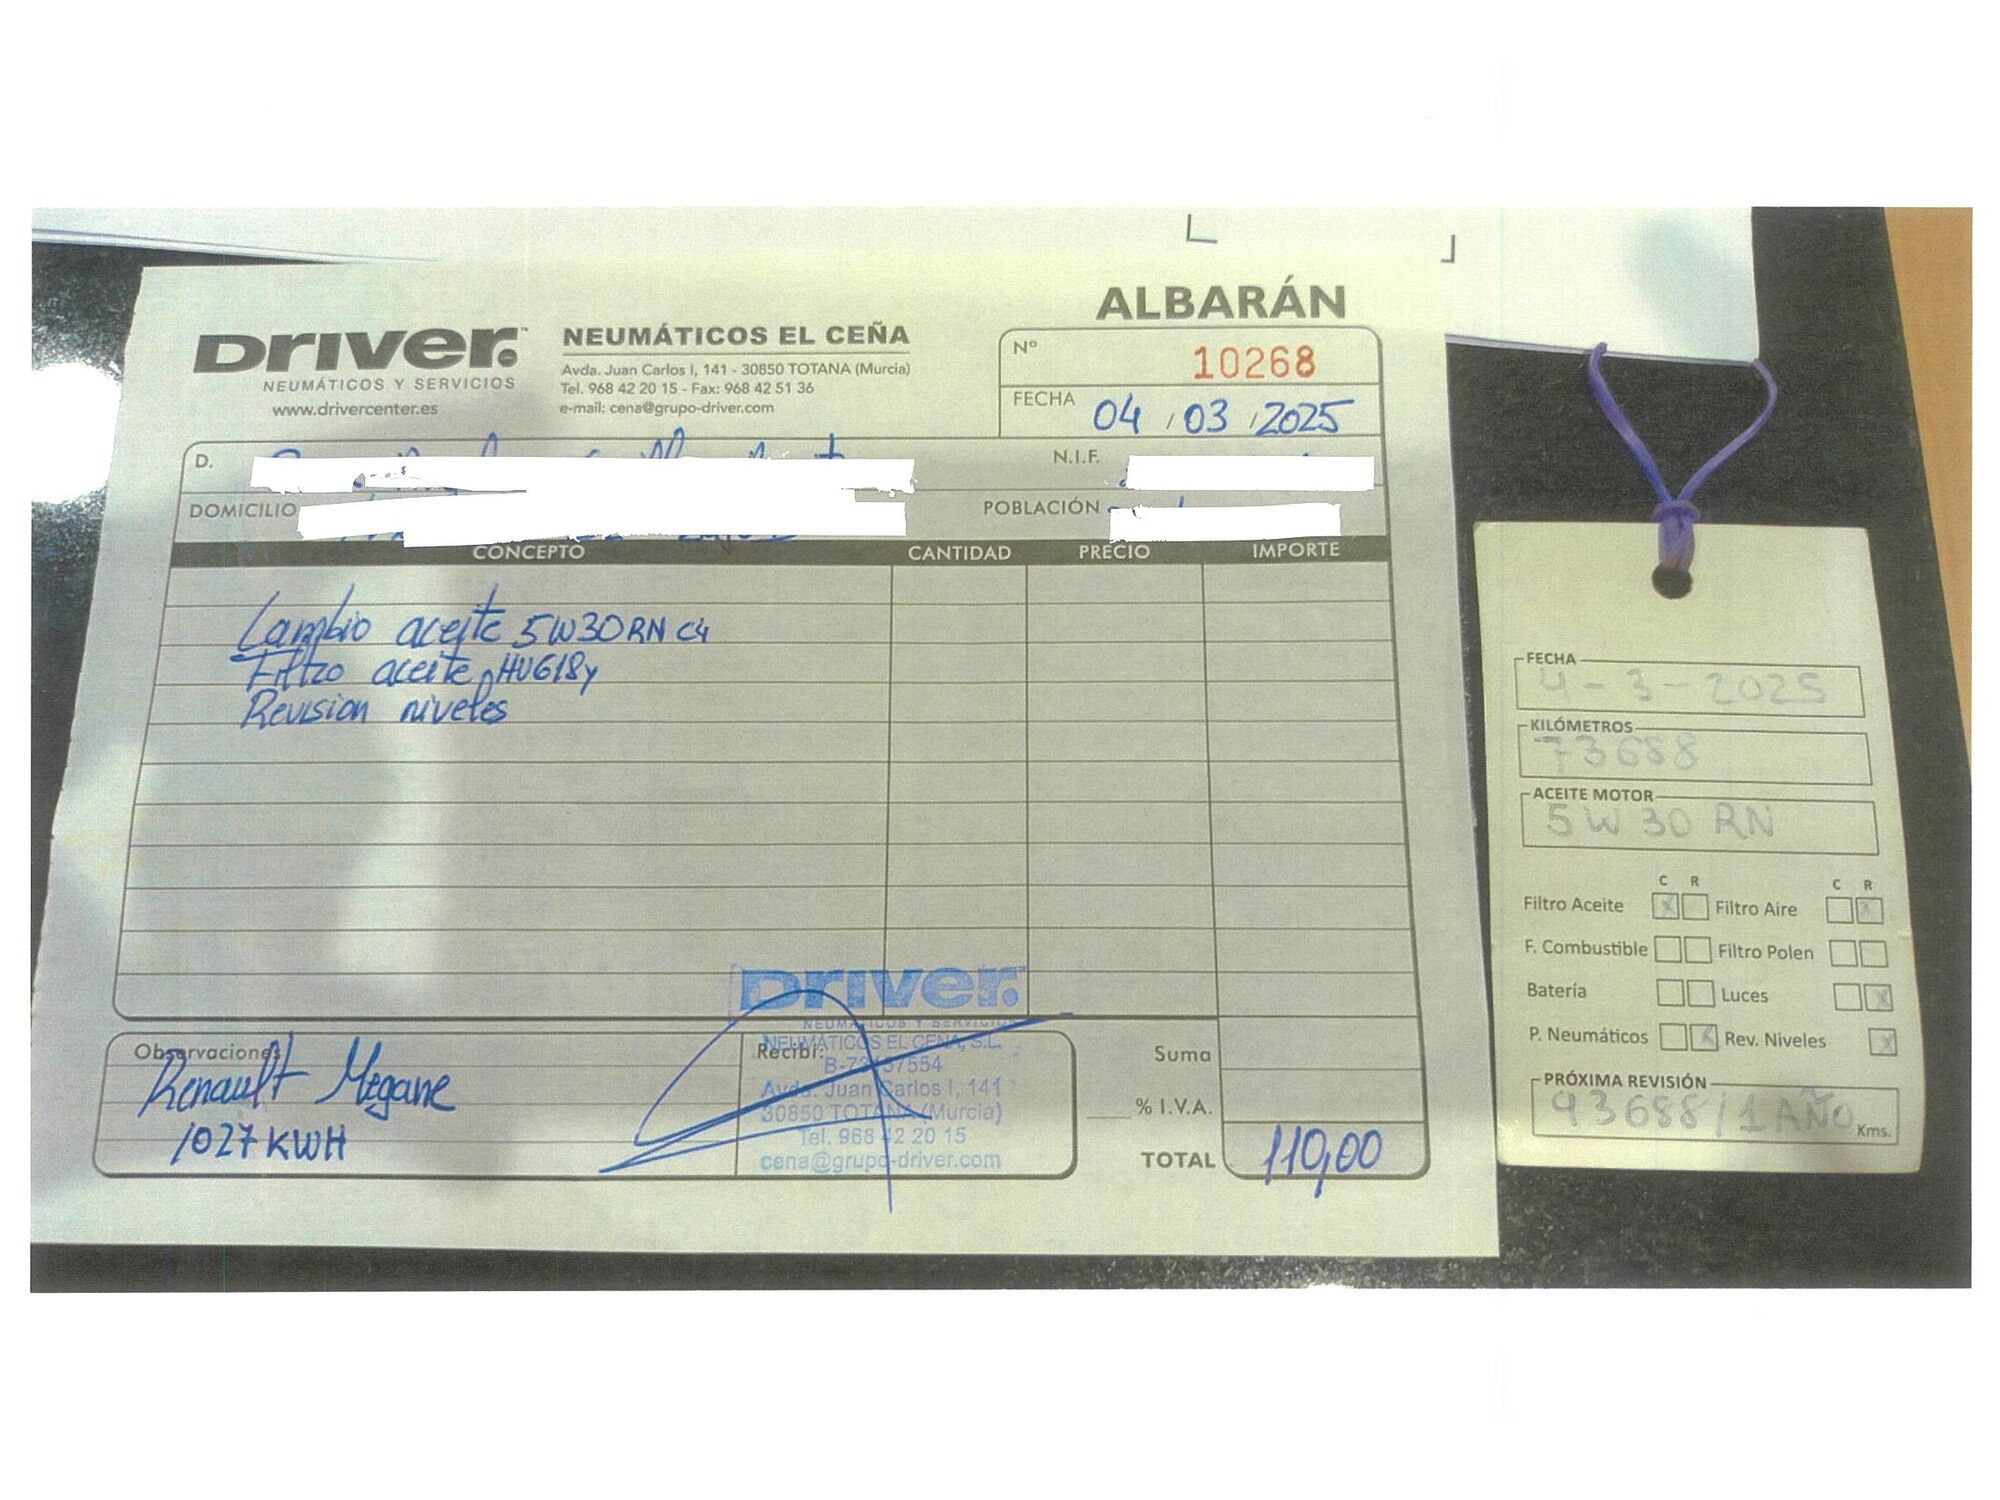 ALBARÁN
Driver.
NEUMÁTICOS Y SERVICIOS
www.drivercenter.es
NEUMÁTICOS EL CEÑA
Avda. Juan Carlos I, 141 - 30850 TOTANA (Murcia)
Tel. 968 42 20 15 - Fax: 968 42 51 36
e-mail: cena@grupo-driver.com
Nº 10268
FECHA 04 / 03 / 2025
D.
N.I.F.
DOMICILIO
POBLACIÓN
CONCEPTO CANTIDAD PRECIO IMPORTE
Cambio aceite 5W30 RN C4
Filtro aceite HU618y
Revision niveles
Observaciones
Renault Megane
1027KWH
Recibí:
Driver.
NEUMÁTICOS Y SERVICIOS
NEUMÁTICOS EL CEÑA, S.L.
Avda. Juan Carlos I, 141
30850 TOTANA (Murcia)
Tel. 968 42 20 15
cena@grupo-driver.com
Suma
% I.V.A.
TOTAL 110,00
FECHA
4-3-2025
KILÓMETROS
73688
ACEITE MOTOR
5W30 RN
C R C R
Filtro Aceite X Filtro Aire X
F. Combustible Filtro Polen
Batería Luces X
P. Neumáticos X Rev. Niveles X
PRÓXIMA REVISIÓN
93688/1 AÑO Kms.